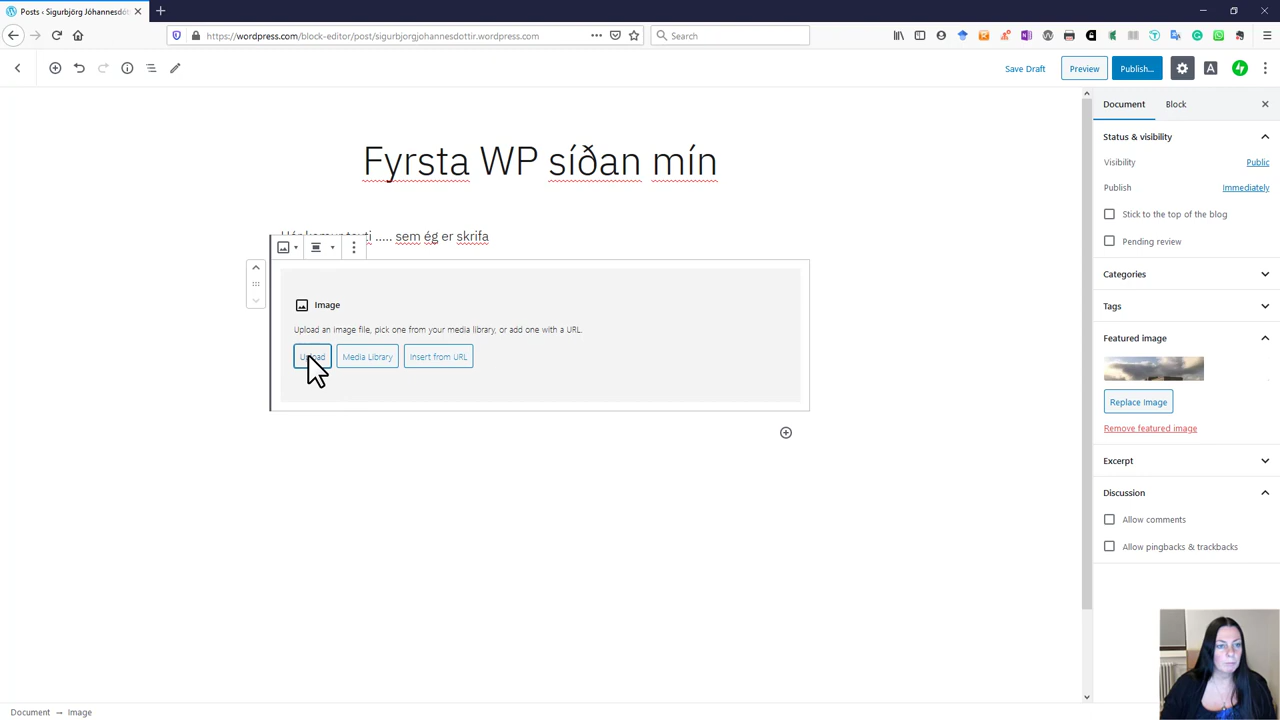 Posts ‹ Sigurbjörg Jóhannesdót
https://wordpress.com/block-editor/post/sigurbjorgjohannesdottir.wordpress.com
Search
Save Draft
Preview
Publish...
Document
Block
Fyrsta WP síðan mín
..... sem ég er skrifa
Image
Upload an image file, pick one from your media library, or add one with a URL.
Upload
Media Library
Insert from URL
Status & visibility
Visibility
Public
Publish
Immediately
Stick to the top of the blog
Pending review
Categories
Tags
Featured image
Replace Image
Remove featured image
Excerpt
Discussion
Allow comments
Allow pingbacks & trackbacks
Document → Image